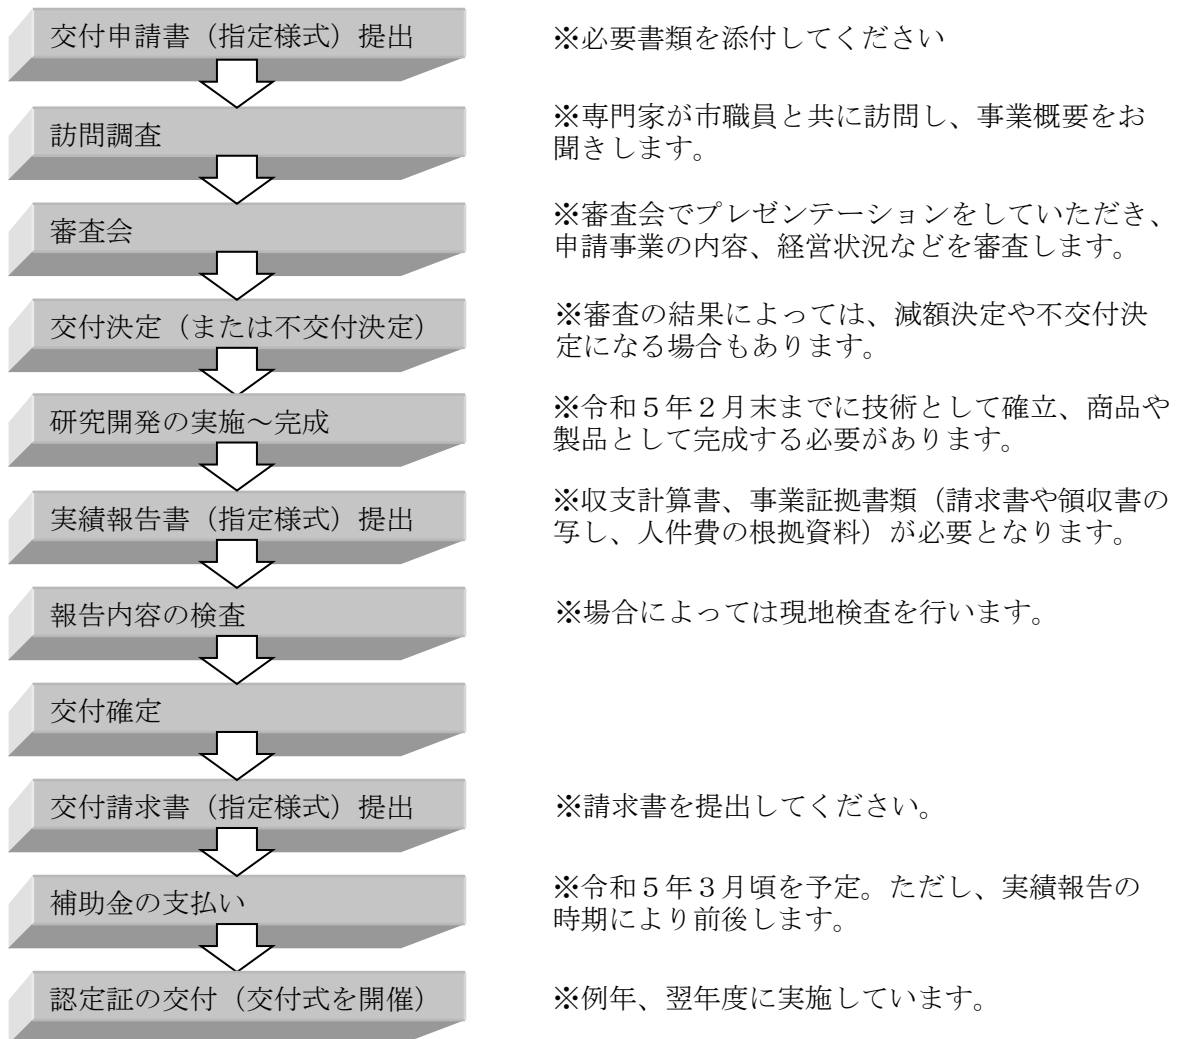 交付申請書（指定様式）提出
※必要書類を添付してください
訪問調査
※専門家が市職員と共に訪問し、事業概要をお
聞きします。
審査会
※審査会でプレゼンテーションをしていただき、
申請事業の内容、経営状況などを審査します。
交付決定（または不交付決定）
※審査の結果によっては、減額決定や不交付決
定になる場合もあります。
研究開発の実施～完成
※令和５年２月末までに技術として確立、商品や
製品として完成する必要があります。
実績報告書（指定様式）提出
※収支計算書、事業証拠書類（請求書や領収書の
写し、人件費の根拠資料）が必要となります。
報告内容の検査
※場合によっては現地検査を行います。
交付確定
交付請求書（指定様式）提出
※請求書を提出してください。
補助金の支払い
※令和５年３月頃を予定。ただし、実績報告の
時期により前後します。
認定証の交付（交付式を開催）
※例年、翌年度に実施しています。